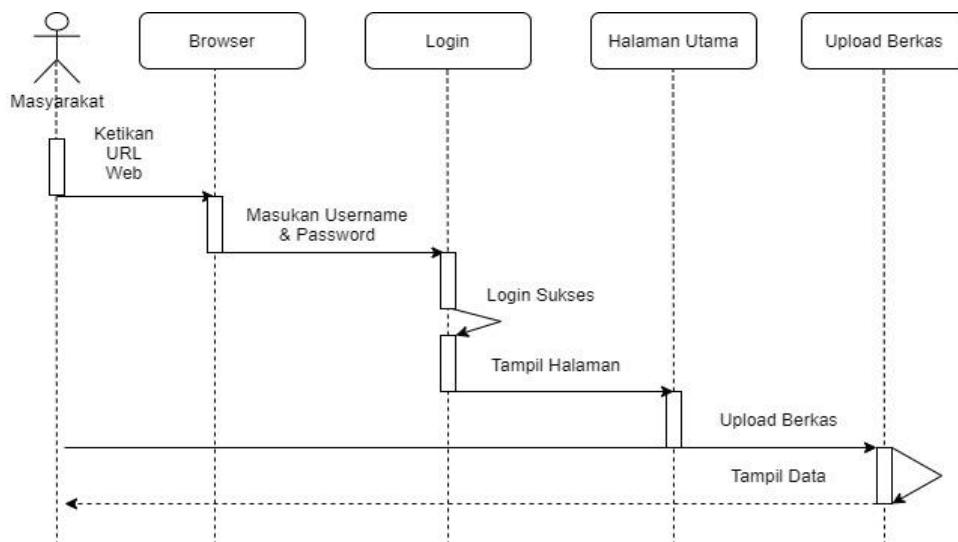 Browser
Login
Halaman Utama
Upload Berkas
Masyarakat
Ketikan
URL
Web
Masukan Username
& Password
Login Sukses
Tampil Halaman
Upload Berkas
Tampil Data